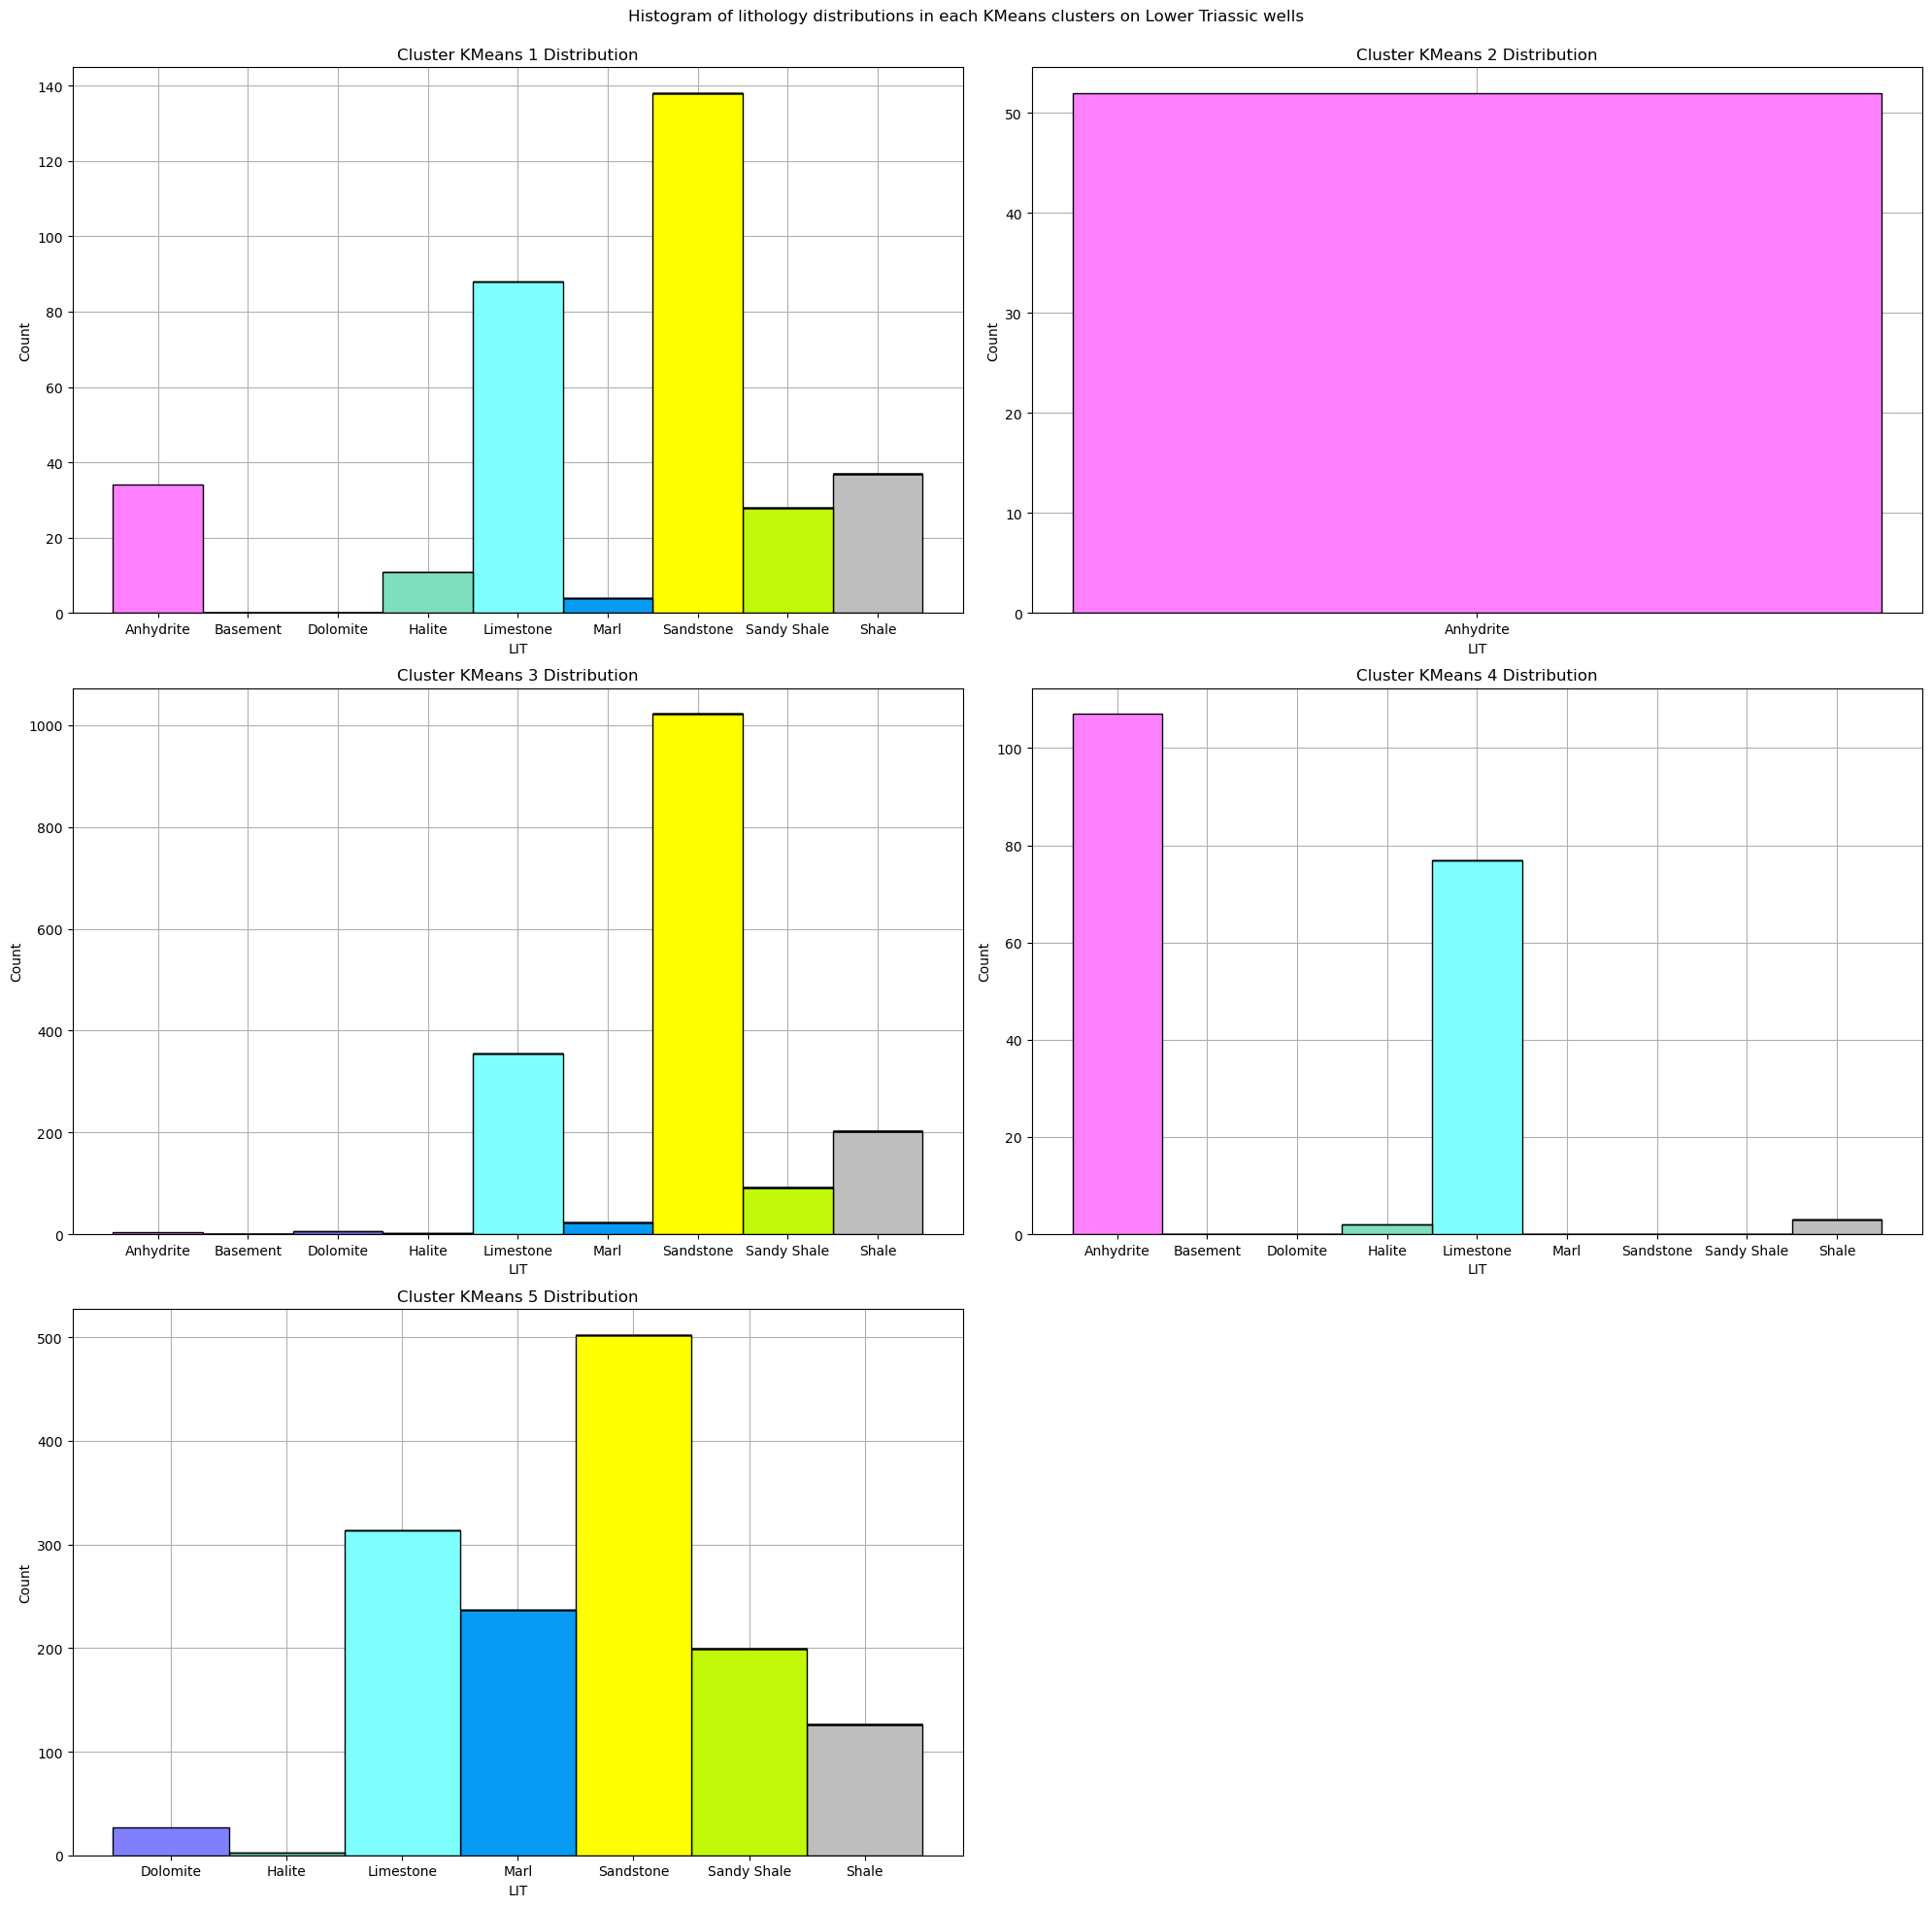 Histogram of lithology distributions in each KMeans clusters on Lower Triassic wells
Cluster KMeans 1 Distribution
140
120
100
80
60
40
20
0
Count
Anhydrite Basement Dolomite Halite Limestone Marl Sandstone Sandy Shale Shale
LIT
Cluster KMeans 2 Distribution
50
40
30
20
10
0
Count
Anhydrite
LIT
Cluster KMeans 3 Distribution
1000
800
600
400
200
0
Count
Anhydrite Basement Dolomite Halite Limestone Marl Sandstone Sandy Shale Shale
LIT
Cluster KMeans 4 Distribution
100
80
60
40
20
0
Count
Anhydrite Basement Dolomite Halite Limestone Marl Sandstone Sandy Shale Shale
LIT
Cluster KMeans 5 Distribution
500
400
300
200
100
0
Count
Dolomite Halite Limestone Marl Sandstone Sandy Shale Shale
LIT